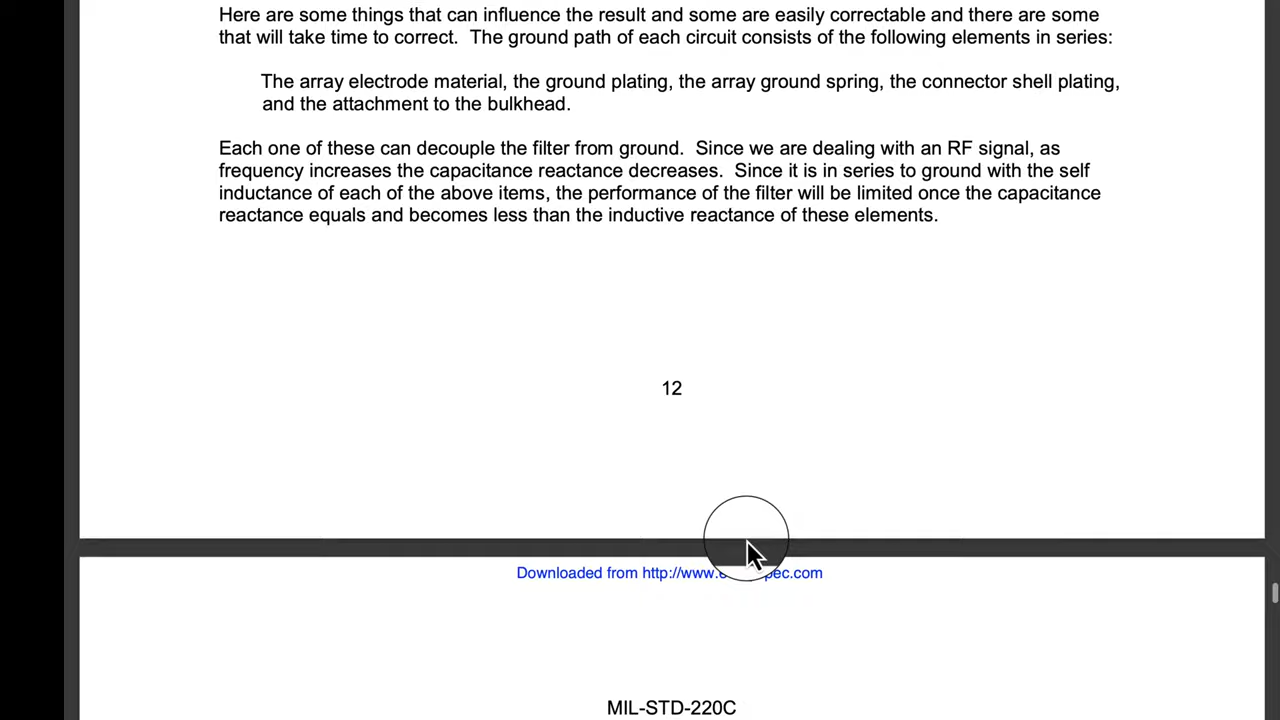 Here are some things that can influence the result and some are easily correctable and there are some
that will take time to correct.  The ground path of each circuit consists of the following elements in series:
The array electrode material, the ground plating, the array ground spring, the connector shell plating,
and the attachment to the bulkhead.
Each one of these can decouple the filter from ground.  Since we are dealing with an RF signal, as
frequency increases the capacitance reactance decreases.  Since it is in series to ground with the self
inductance of each of the above items, the performance of the filter will be limited once the capacitance
reactance equals and becomes less than the inductive reactance of these elements.
12
Downloaded from
MIL-STD-220C